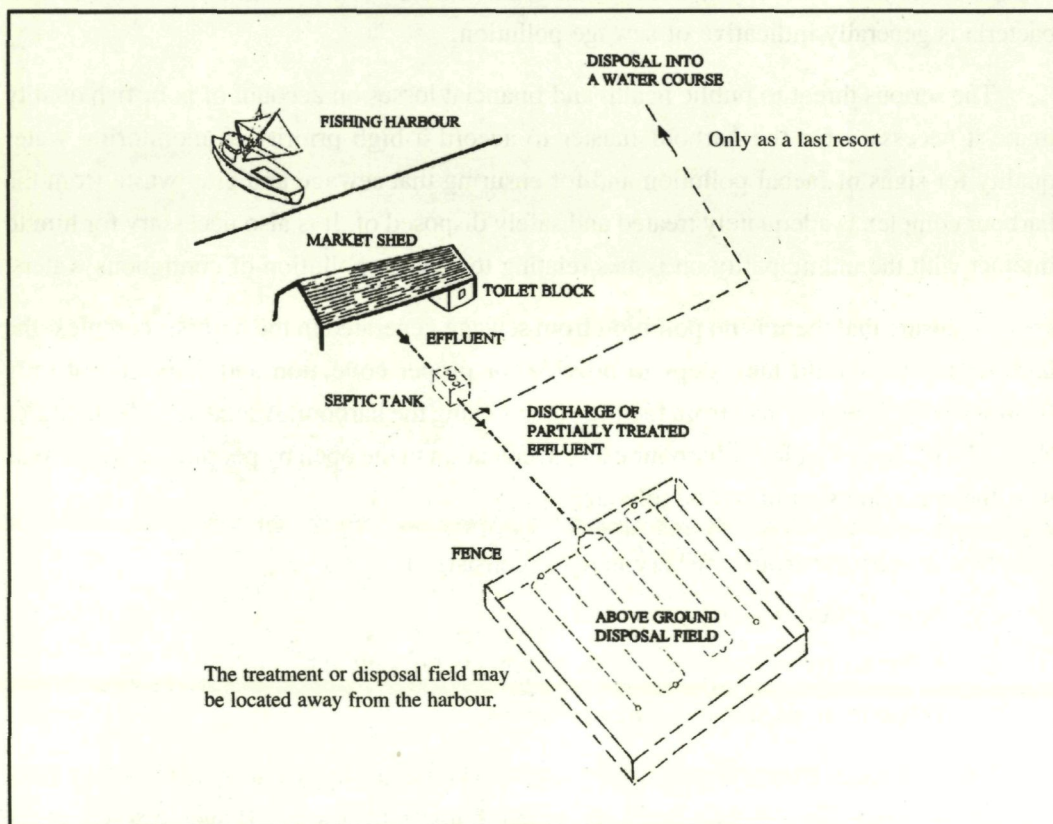 DISPOSAL INTO
A WATER COURSE
FISHING HARBOUR
Only as a last resort
MARKET SHED
TOILET BLOCK
EFFLUENT
SEPTIC TANK
DISCHARGE OF
PARTIALLY TREATED
EFFLUENT
FENCE
ABOVE GROUND
DISPOSAL FIELD
The treatment or disposal field may
be located away from the harbour.